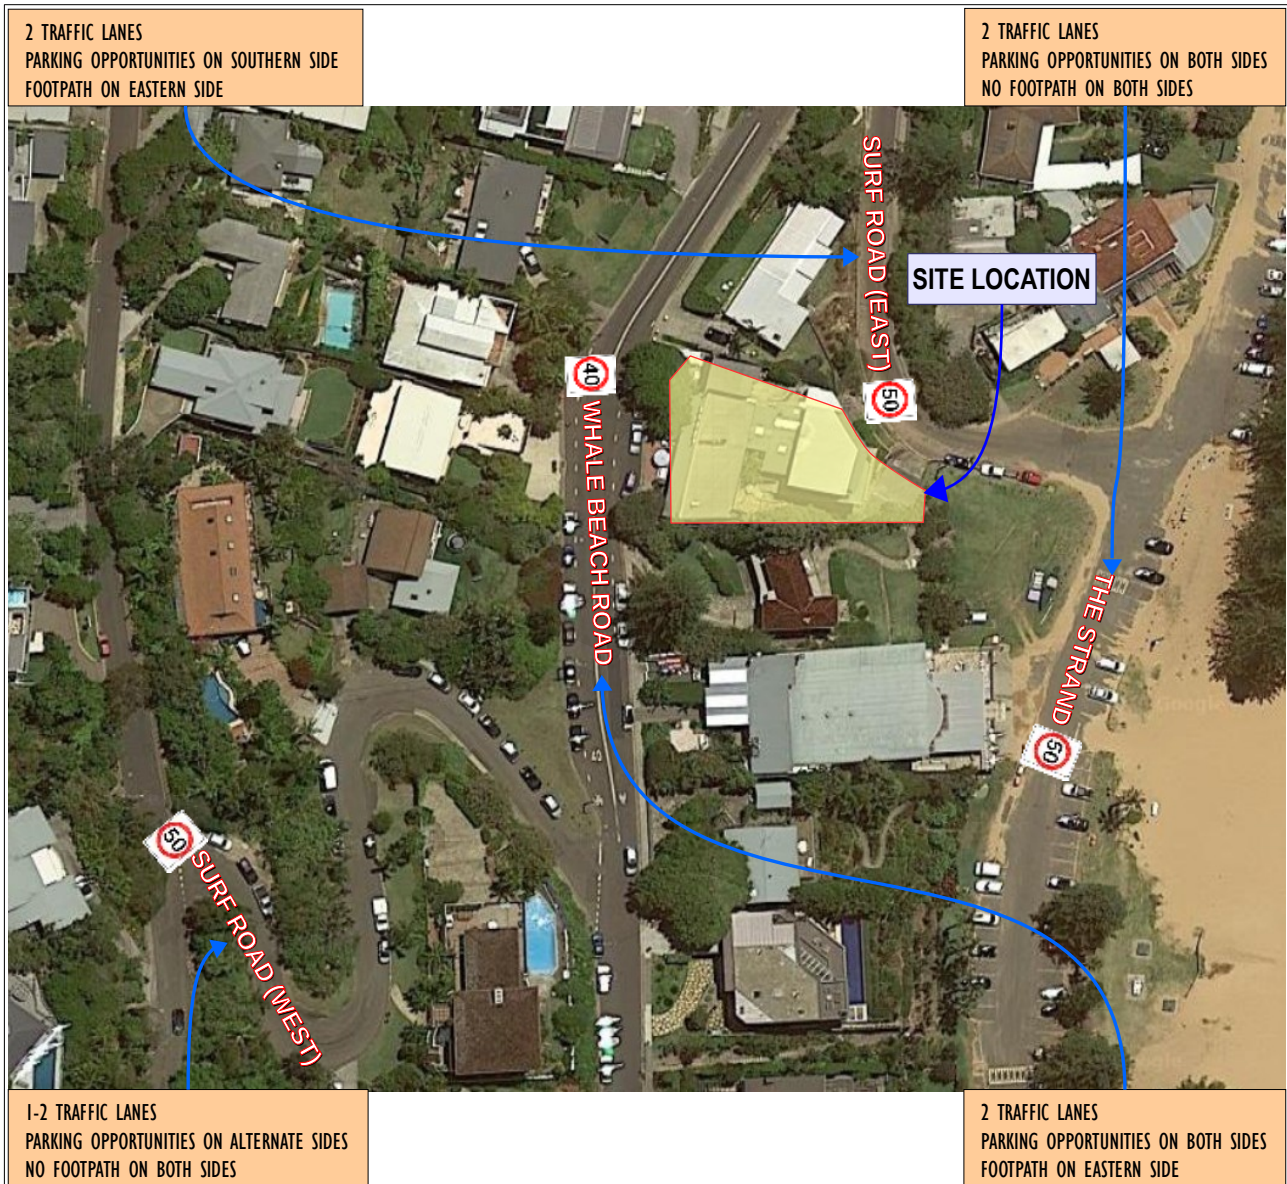 2 TRAFFIC LANES
PARKING OPPORTUNITIES ON SOUTHERN SIDE
FOOTPATH ON EASTERN SIDE
2 TRAFFIC LANES
PARKING OPPORTUNITIES ON BOTH SIDES
NO FOOTPATH ON BOTH SIDES
SURF ROAD (EAST)
SITE LOCATION
40
50
WHALE BEACH ROAD
THE STRAND
Google
50
50
SURF ROAD (WEST)
1-2 TRAFFIC LANES
PARKING OPPORTUNITIES ON ALTERNATE SIDES
NO FOOTPATH ON BOTH SIDES
2 TRAFFIC LANES
PARKING OPPORTUNITIES ON BOTH SIDES
FOOTPATH ON EASTERN SIDE